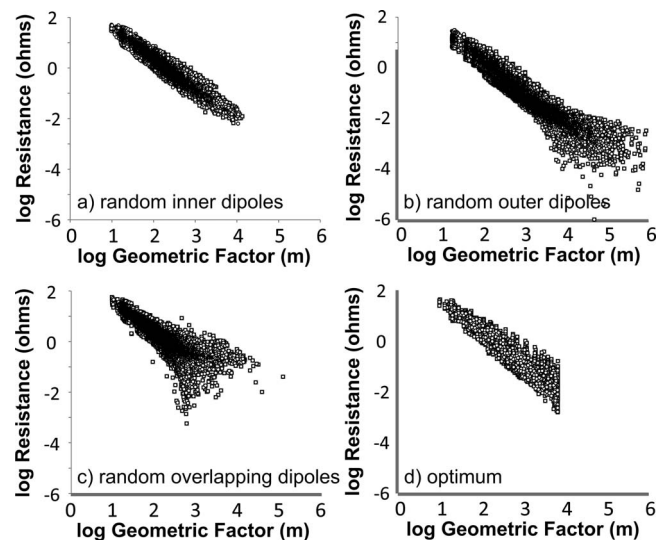 log Resistance (ohms)
2
0
-2
-4
-6
a) random inner dipoles
0 1 2 3 4 5 6
log Geometric Factor (m)
log Resistance (ohms)
2
0
-2
-4
-6
b) random outer dipoles
0 1 2 3 4 5 6
log Geometric Factor (m)
log Resistance (ohms)
2
0
-2
-4
-6
c) random overlapping dipoles
0 1 2 3 4 5 6
log Geometric Factor (m)
log Resistance (ohms)
2
0
-2
-4
-6
d) optimum
0 1 2 3 4 5 6
log Geometric Factor (m)